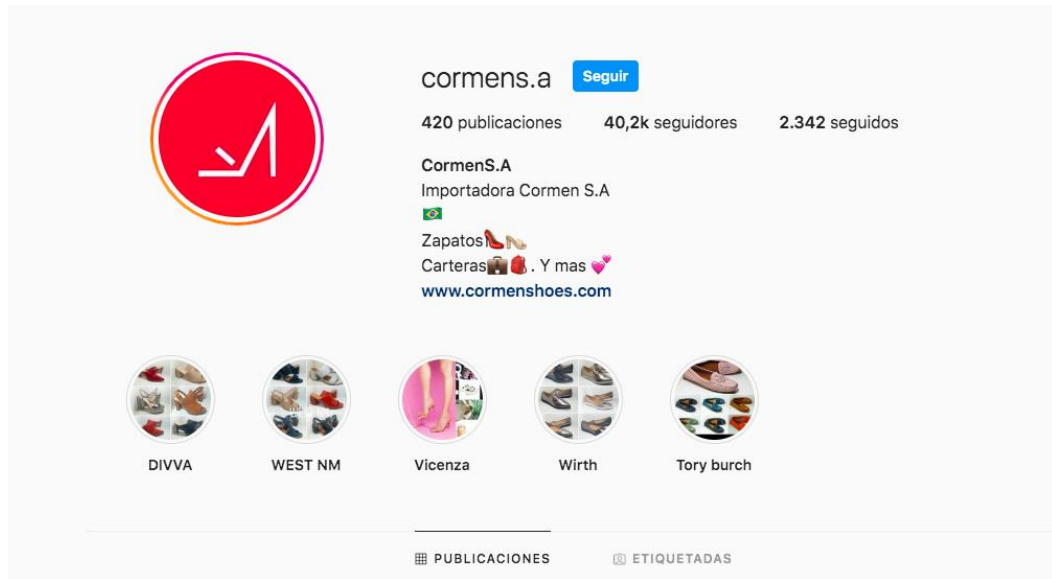 cormens.a Seguir
420 publicaciones 40,2k seguidores 2.342 seguidos
CormenS.A
Importadora Cormen S.A
🇧🇷
Zapatos👠👡
Carteras💼🎒. Y mas 💕
www.cormenshoes.com
DIVVA WEST NM Vicenza Wirth Tory burch
PUBLICACIONES ETIQUETADAS